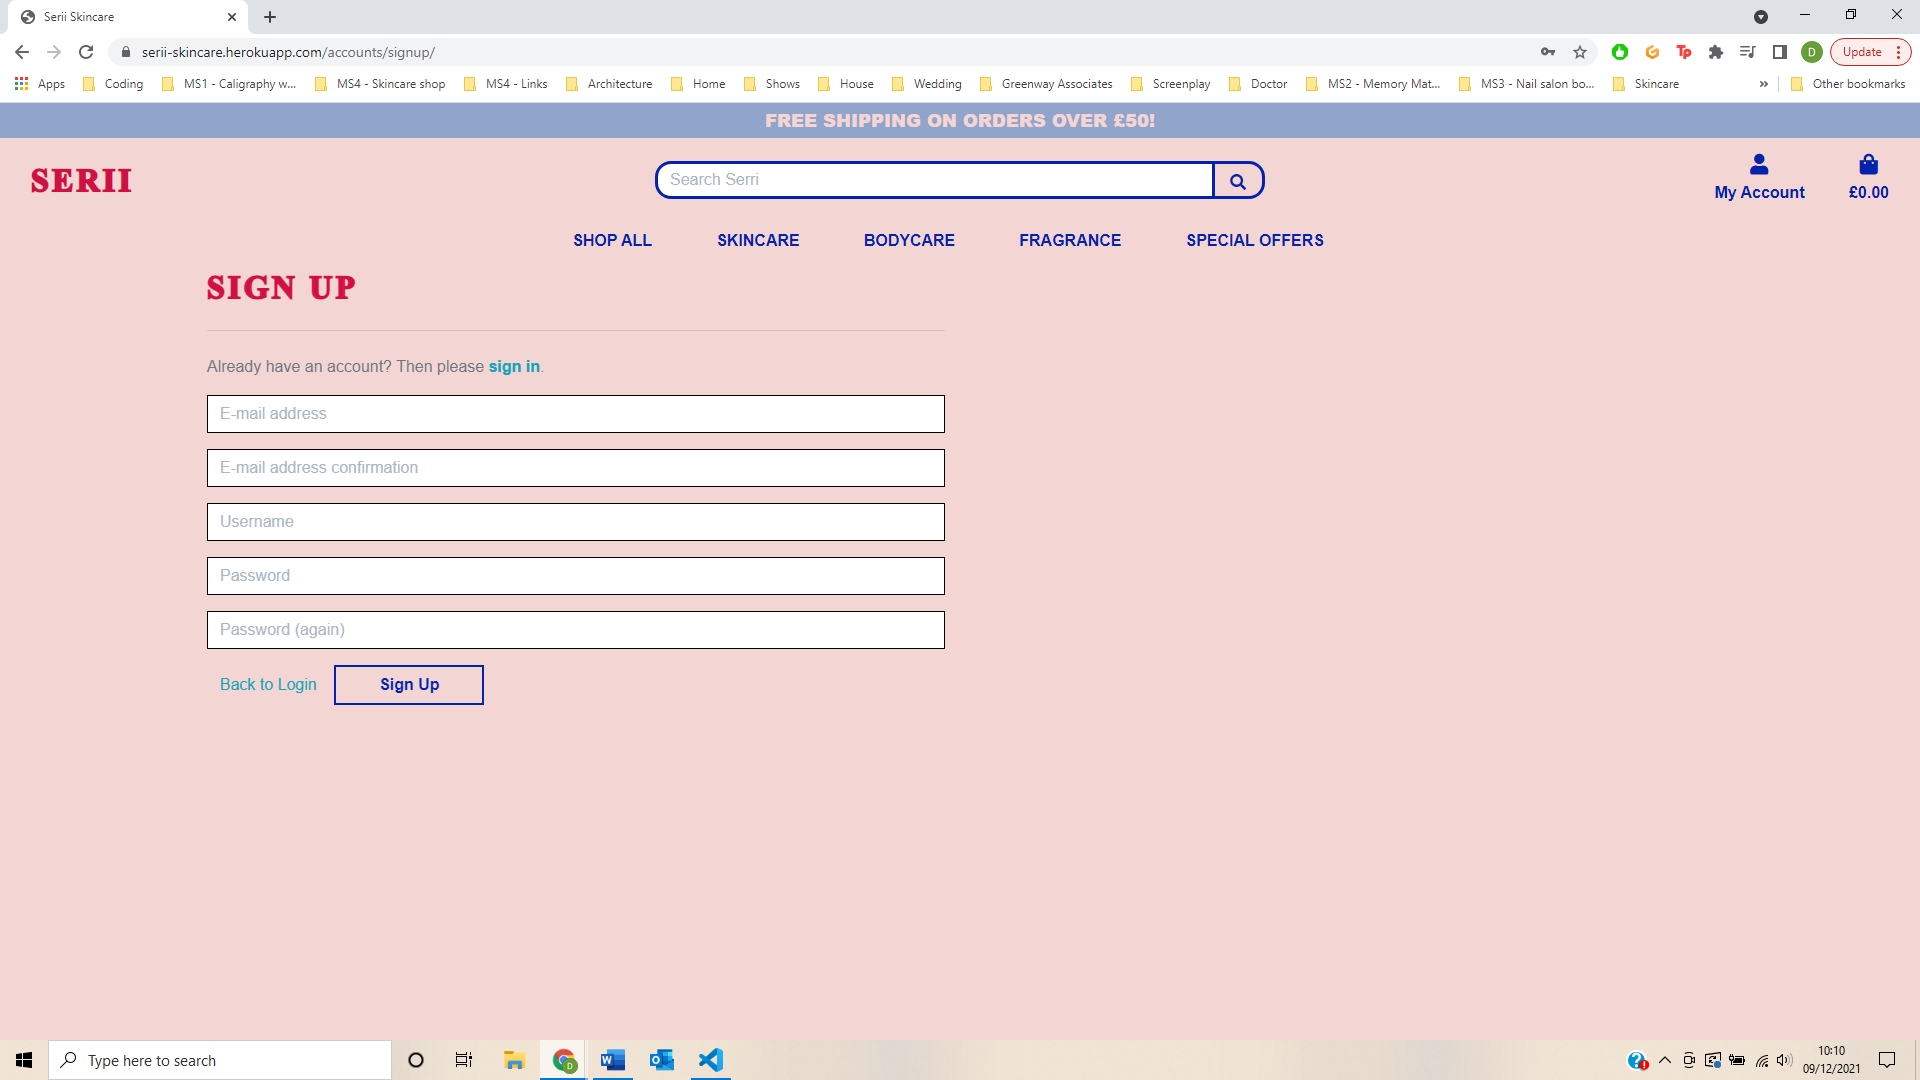 Serii Skincare
serii-skincare.herokuapp.com/accounts/signup/
D
Update
Apps
Coding
MS1 - Caligraphy w...
MS4 - Skincare shop
MS4 - Links
Architecture
Home
Shows
House
Wedding
Greenway Associates
Screenplay
Doctor
MS2 - Memory Mat...
MS3 - Nail salon bo...
Skincare
»
Other bookmarks
FREE SHIPPING ON ORDERS OVER £50!
SERII
Search Serri
My Account
£0.00
SHOP ALL
SKINCARE
BODYCARE
FRAGRANCE
SPECIAL OFFERS
SIGN UP
Already have an account? Then please sign in.
E-mail address
E-mail address confirmation
Username
Password
Password (again)
Back to Login
Sign Up
Type here to search
10:10
09/12/2021